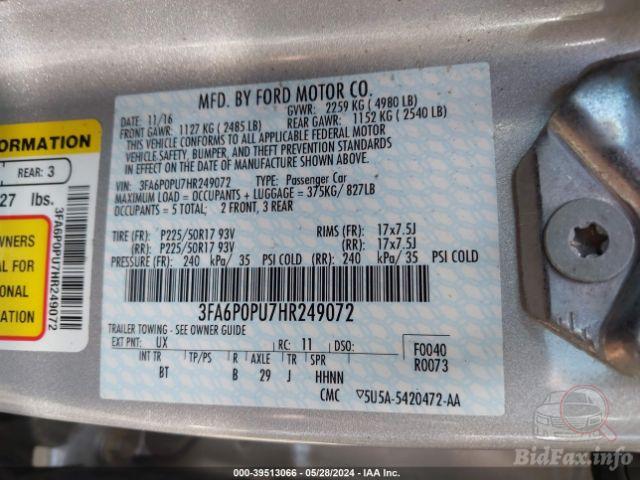 MFD. BY FORD MOTOR CO.
DATE: 11/16 GVWR: 2259 KG ( 4980 LB)
FRONT GAWR: 1127 KG ( 2485 LB) REAR GAWR: 1152 KG ( 2540 LB)
THIS VEHICLE CONFORMS TO ALL APPLICABLE FEDERAL MOTOR
VEHICLE SAFETY, BUMPER, AND THEFT PREVENTION STANDARDS
IN EFFECT ON THE DATE OF MANUFACTURE SHOWN ABOVE.
VIN: 3FA6P0PU7HR249072 TYPE: Passenger Car
MAXIMUM LOAD = OCCUPANTS + LUGGAGE = 375KG/ 827LB
OCCUPANTS = 5 TOTAL; 2 FRONT, 3 REAR
TIRE (FR): P225/50R17 93V RIMS (FR): 17x7.5J
(RR): P225/50R17 93V (RR): 17x7.5J
PRESSURE (FR): 240 kPa/ 35 PSI COLD (RR): 240 kPa/ 35 PSI COLD
3FA6P0PU7HR249072
TRAILER TOWING - SEE OWNER GUIDE
EXT PNT: UX RC: 11 DSO: F0040
INT TR TP/PS R AXLE TR SPR R0073
BT B 29 J HHNN
CMC ▽5U5A-5420472-AA
ORMATION
REAR: 3
27 lbs.
3FA6P0PU7HR249072
WNERS
AL FOR
IONAL
ATION
000-39513066 - 05/28/2024 - IAA Inc.
BidFax.info